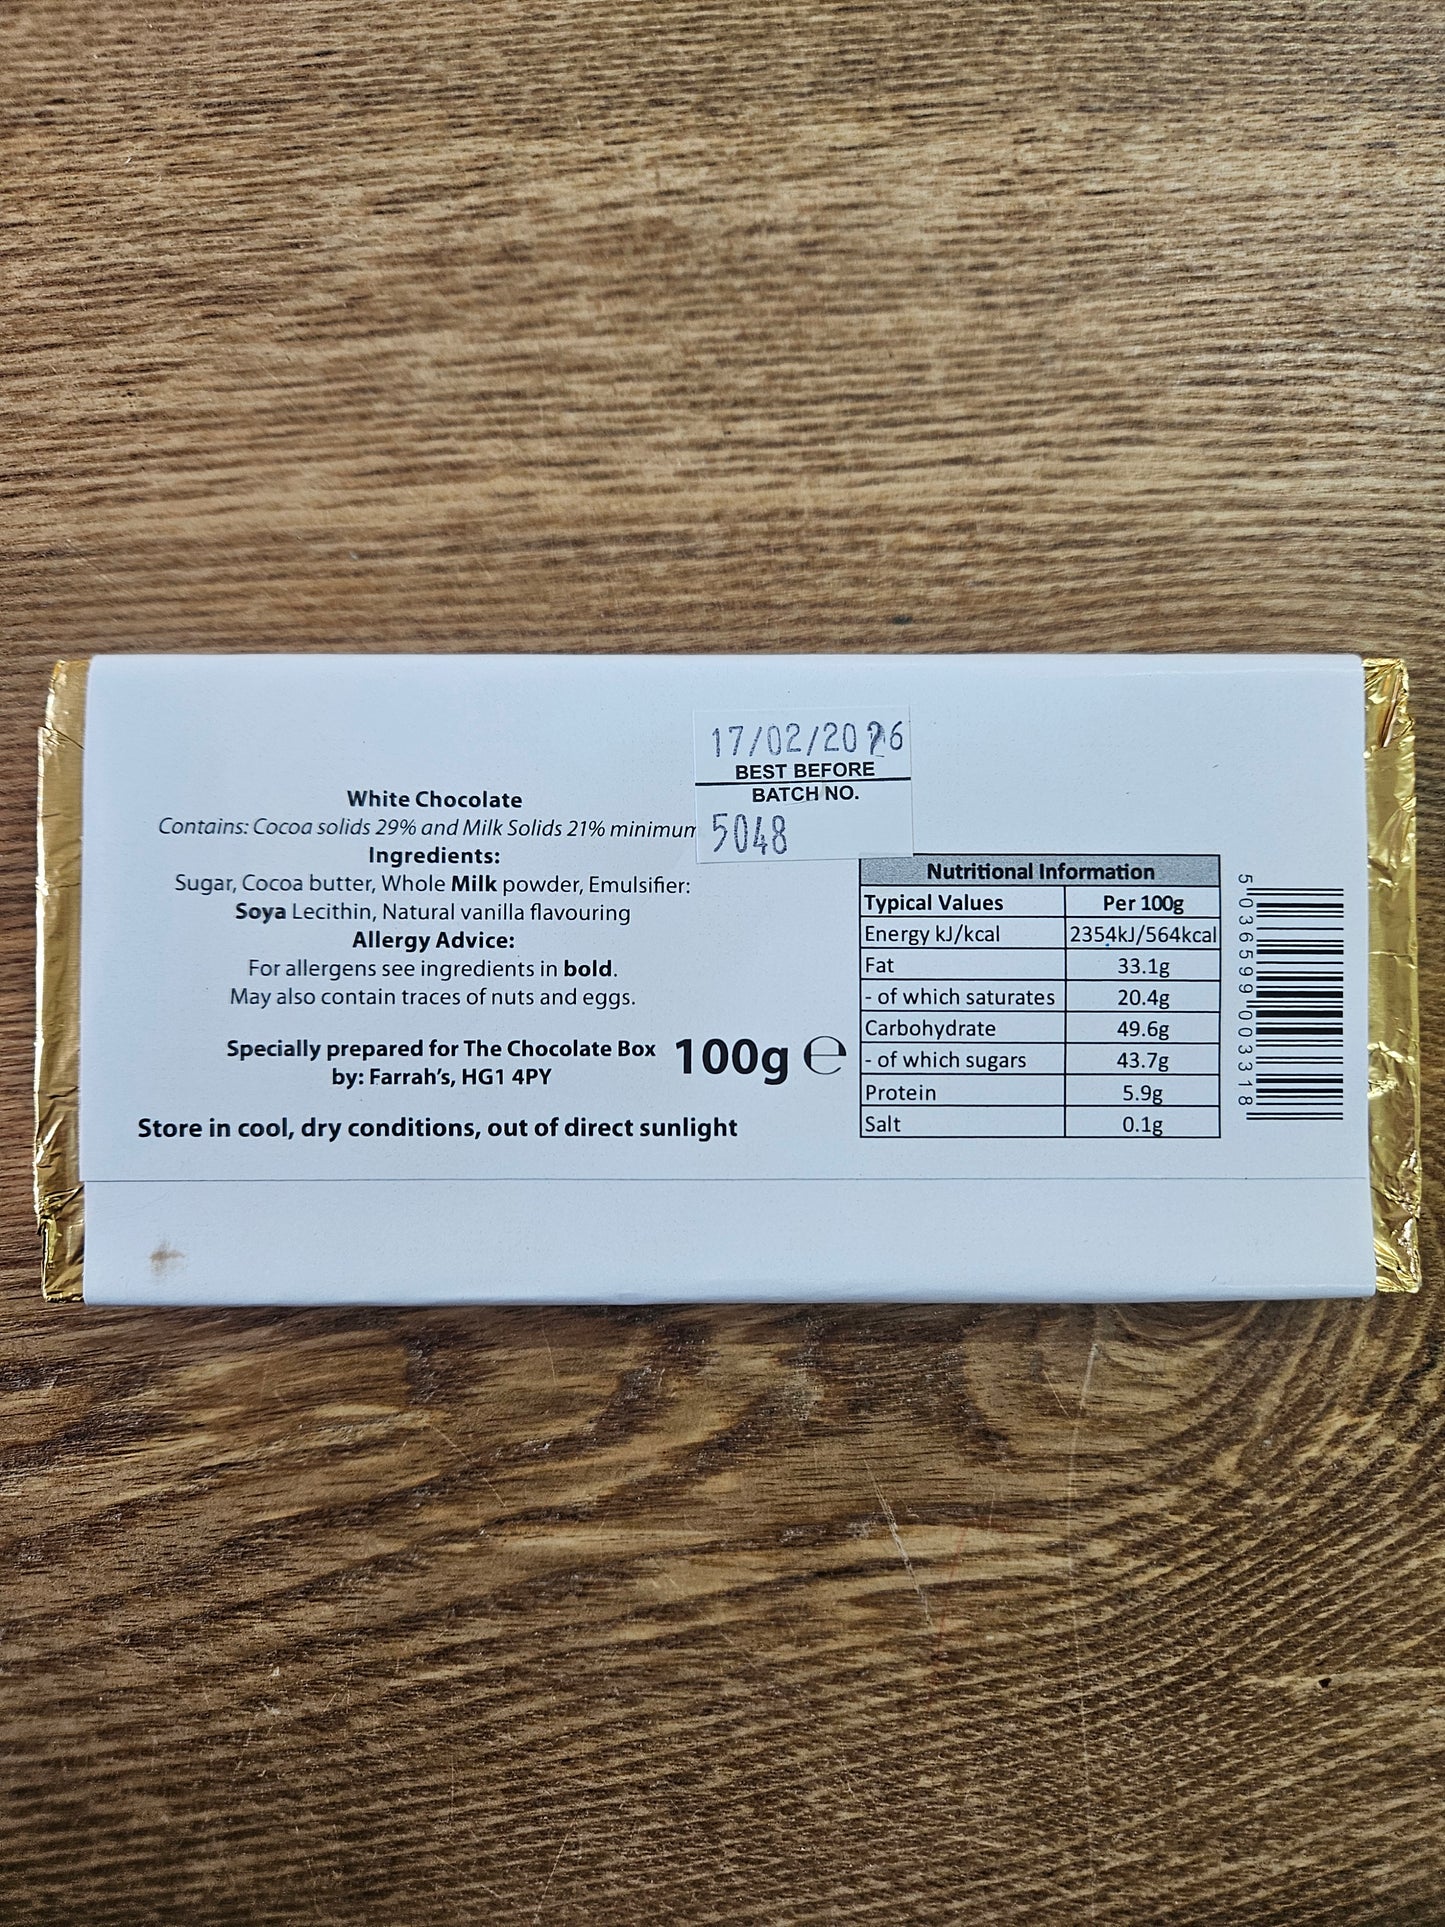 17/02/2026
BEST BEFORE
BATCH NO.
5048
White Chocolate
Contains: Cocoa solids 29% and Milk Solids 21% minimum
Ingredients:
Sugar, Cocoa butter, Whole Milk powder, Emulsifier:
Soya Lecithin, Natural vanilla flavouring
Allergy Advice:
For allergens see ingredients in bold.
May also contain traces of nuts and eggs.
Specially prepared for The Chocolate Box
by: Farrah's, HG1 4PY
100g ℮
Store in cool, dry conditions, out of direct sunlight
Nutritional Information
Typical Values Per 100g
Energy kJ/kcal 2354kJ/564kcal
Fat 33.1g
- of which saturates 20.4g
Carbohydrate 49.6g
- of which sugars 43.7g
Protein 5.9g
Salt 0.1g
5036599003318